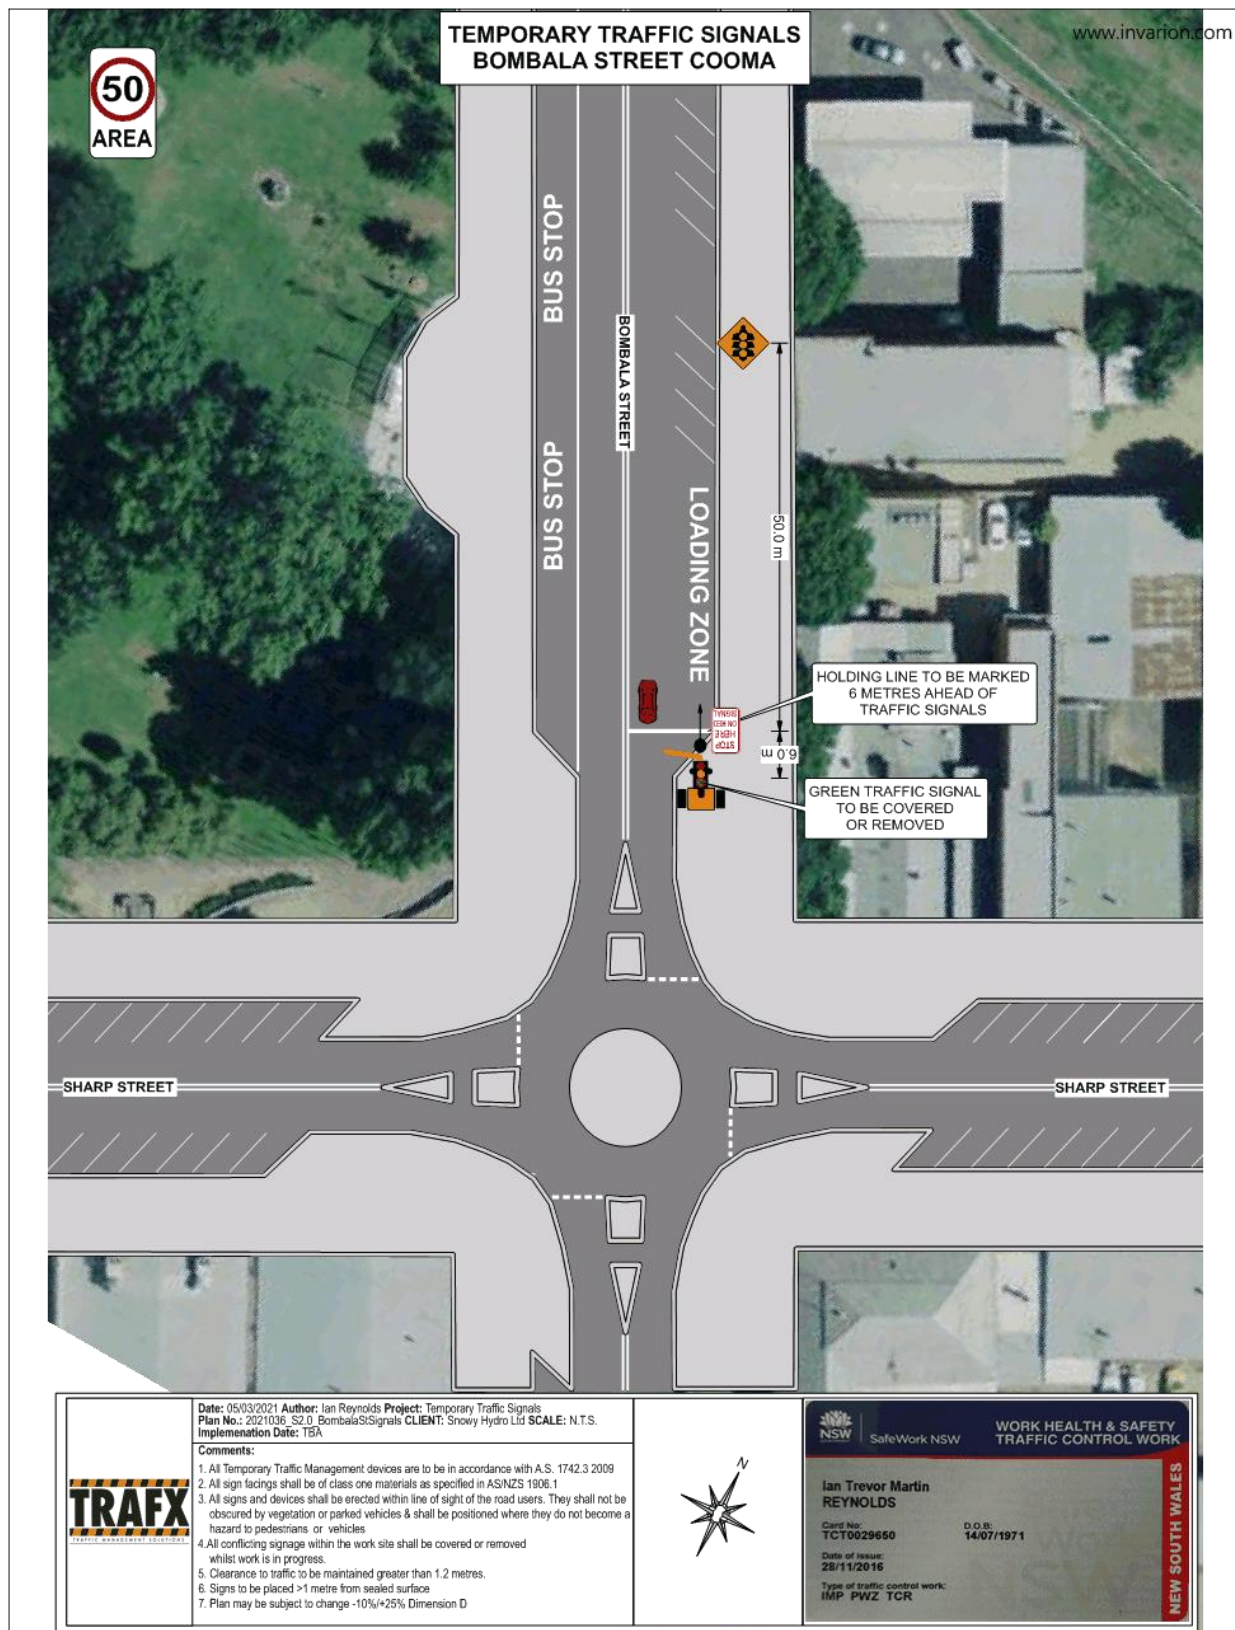 www.invarion.com
TEMPORARY TRAFFIC SIGNALS
BOMBALA STREET COOMA
50
AREA
BUS STOP
BOMBALA STREET
BUS STOP
LOADING ZONE
50.0 m
HOLDING LINE TO BE MARKED
6 METRES AHEAD OF
TRAFFIC SIGNALS
STOP
HERE
ON RED
SIGNAL
6.0 m
GREEN TRAFFIC SIGNAL
TO BE COVERED
OR REMOVED
SHARP STREET
SHARP STREET
Date: 05/03/2021 Author: Ian Reynolds Project: Temporary Traffic Signals
Plan No.: 2021036_S2.0_BombalaStSignals CLIENT: Snowy Hydro Ltd SCALE: N.T.S.
Implemenation Date: TBA
Comments:
1. All Temporary Traffic Management devices are to be in accordance with A.S. 1742.3 2009
2. All sign facings shall be of class one materials as specified in AS/NZS 1906.1
3. All signs and devices shall be erected within line of sight of the road users. They shall not be
obscured by vegetation or parked vehicles & shall be positioned where they do not become a
hazard to pedestrians or vehicles
4.All conflicting signage within the work site shall be covered or removed
whilst work is in progress.
5. Clearance to traffic to be maintained greater than 1.2 metres.
6. Signs to be placed >1 metre from sealed surface
7. Plan may be subject to change -10%/+25% Dimension D
TRAFX
TRAFFIC MANAGEMENT SOLUTIONS
N
NSW
SafeWork NSW
WORK HEALTH & SAFETY
TRAFFIC CONTROL WORK
Ian Trevor Martin
REYNOLDS
Card No:
TCT0029650
D.O.B:
14/07/1971
Date of issue:
28/11/2016
Type of traffic control work:
IMP PWZ TCR
NEW SOUTH WALES